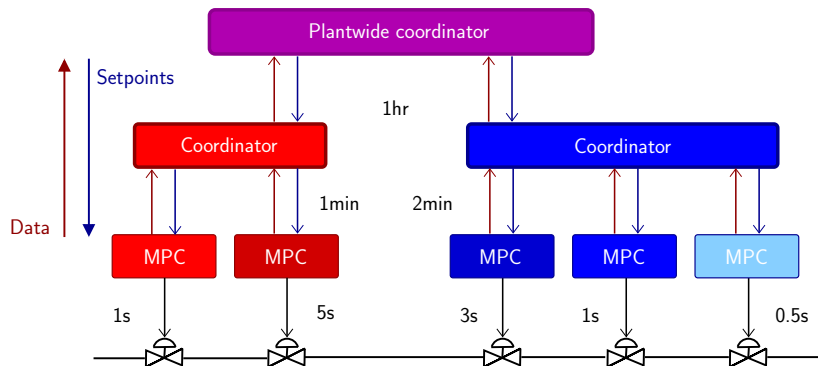 Plantwide coordinator
Setpoints
1hr
Coordinator
Coordinator
1min
2min
Data
MPC
MPC
MPC
MPC
MPC
1s
5s
3s
1s
0.5s